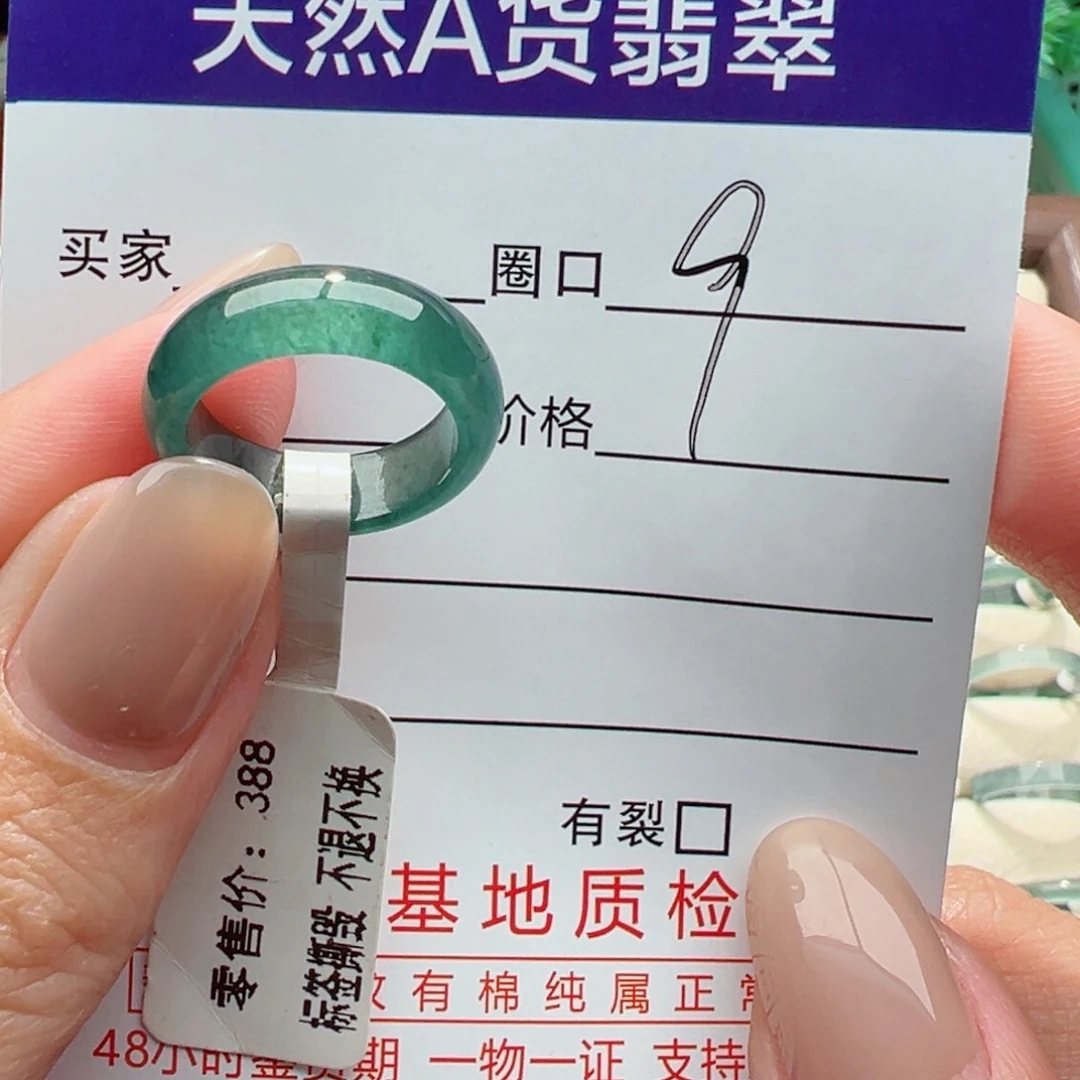 天然A货翡翠
买家 圈口 9
价格
有裂□
基地质检
有棉纯属正常
48小时鉴赏期 一物一证 支持
零售价：388
标签撕毁 不退不换